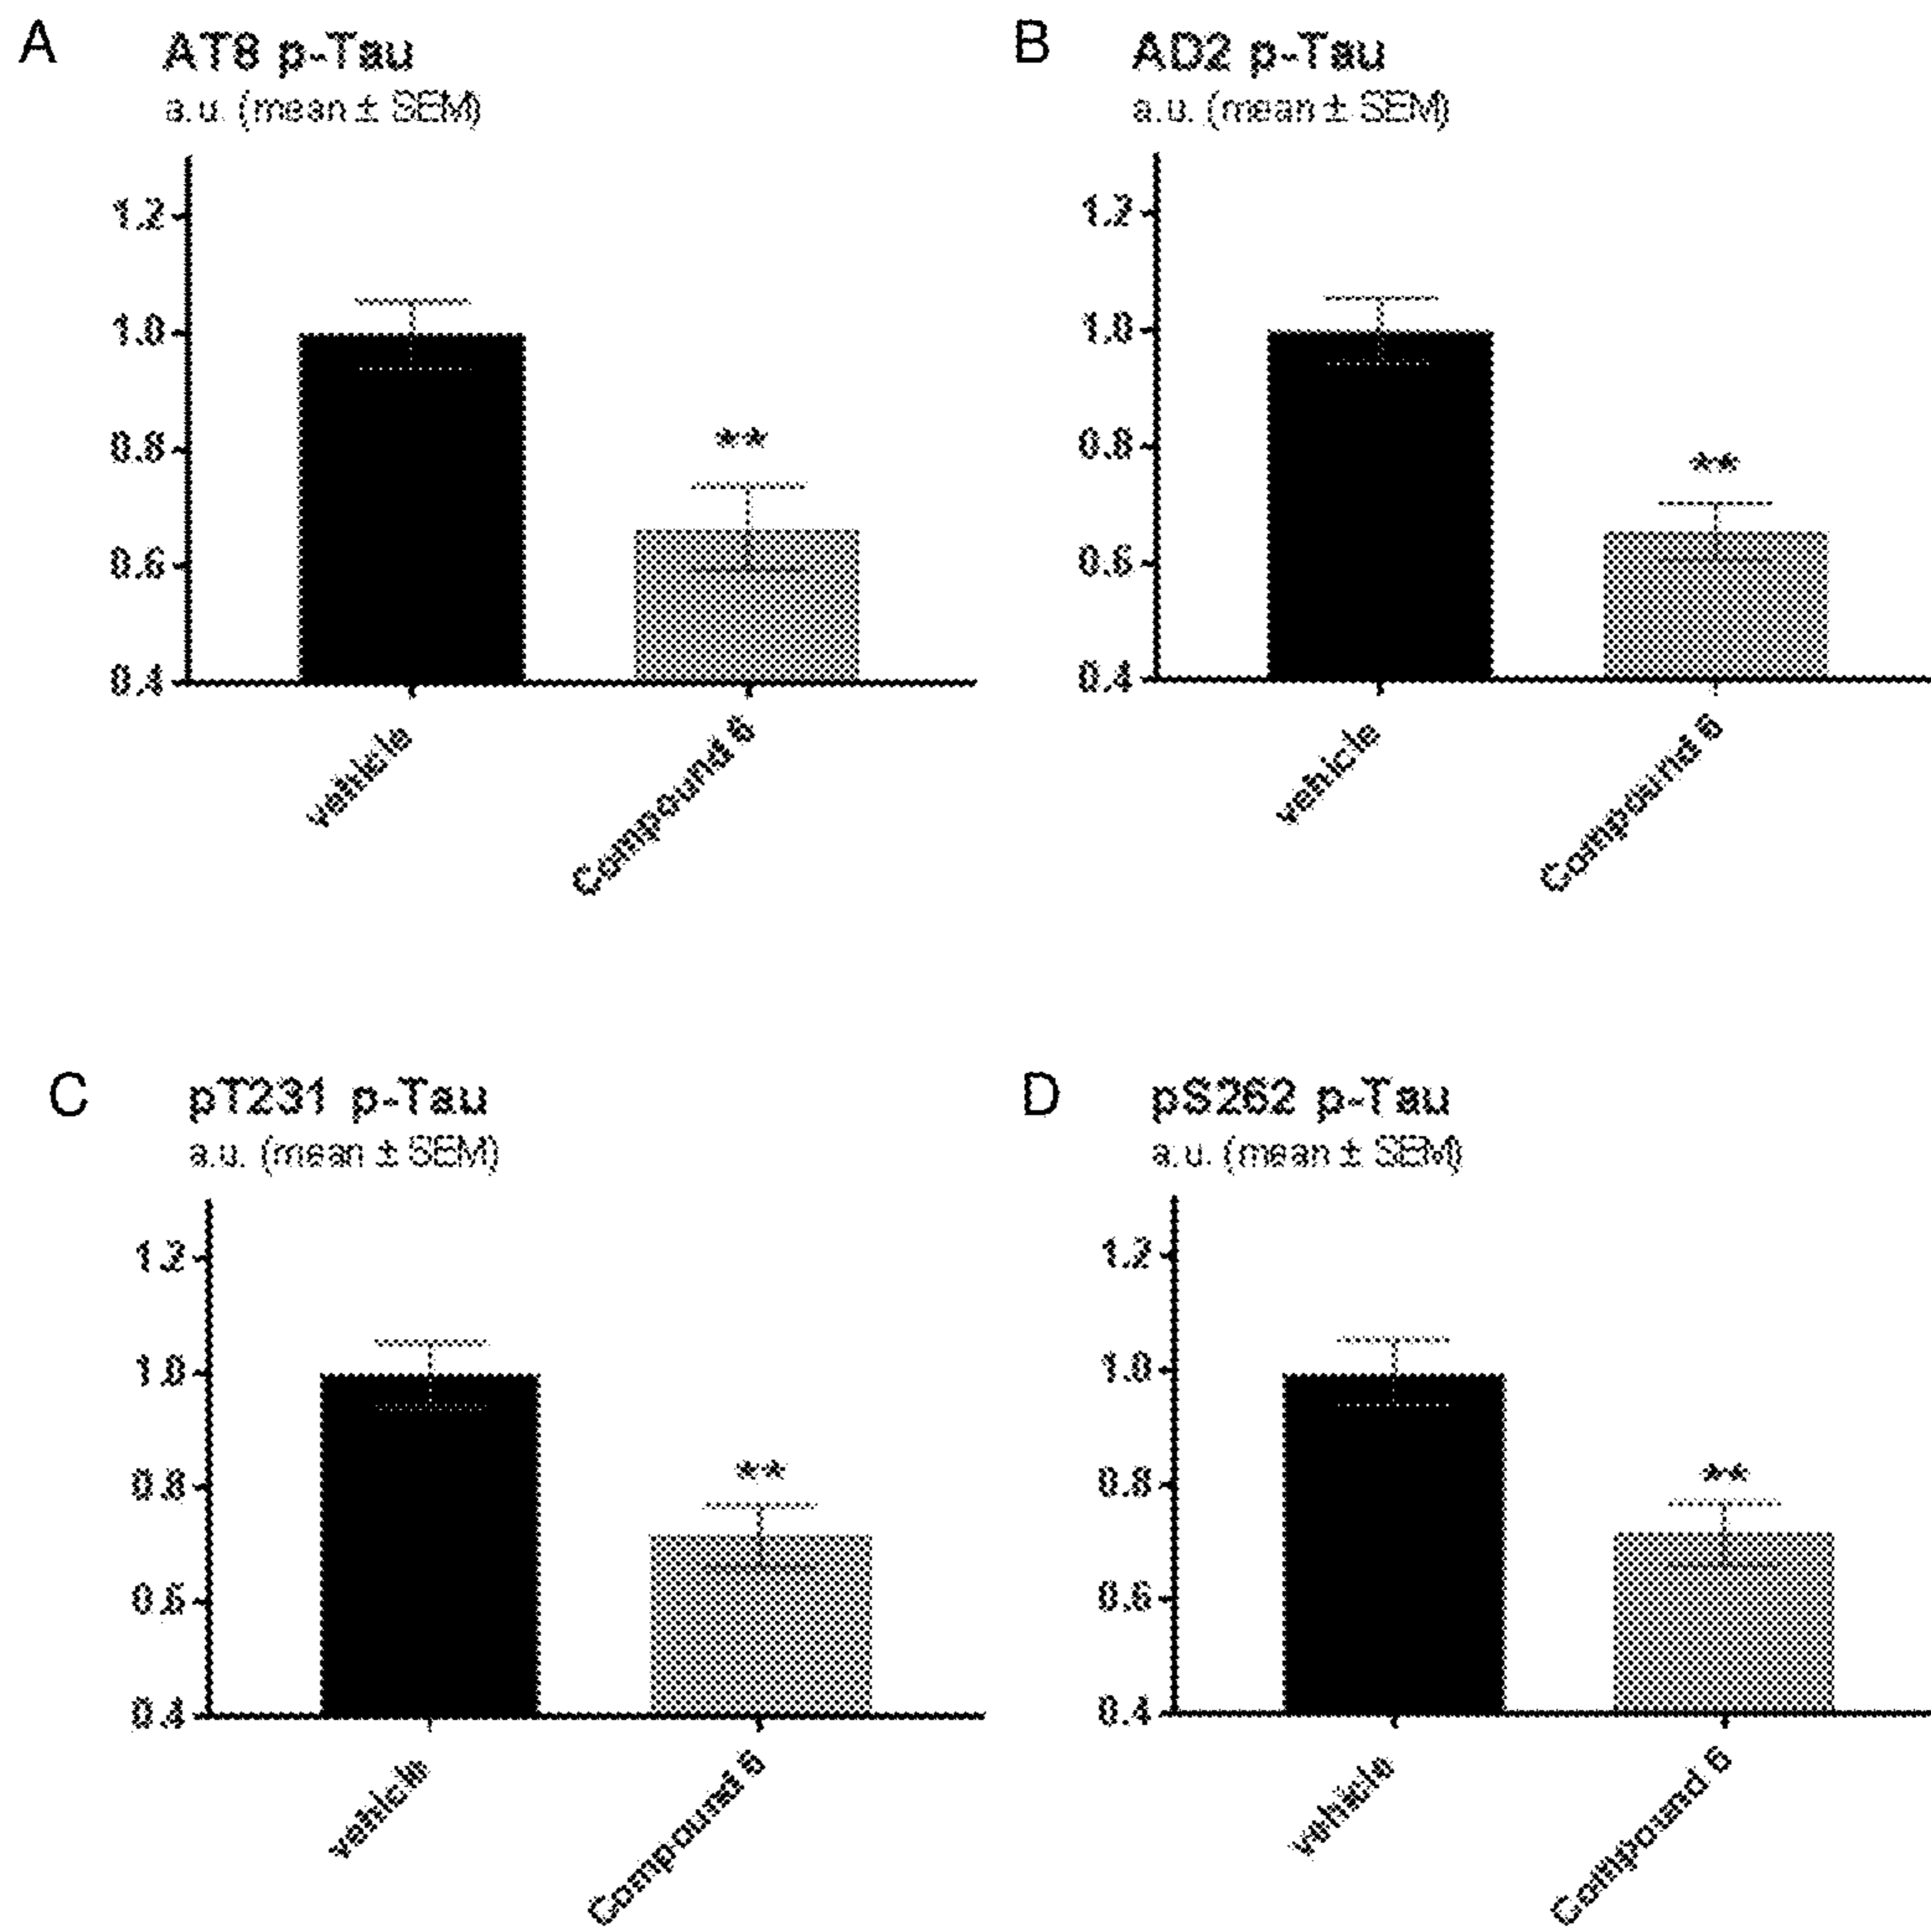 A
AT8 p-Tau
a.u. (mean ± SEM)
1.2
1.0
0.8
0.6
0.4
**
vehicle
Compound 6
B
AD2 p-Tau
a.u. (mean ± SEM)
1.2
1.0
0.8
0.6
0.4
**
vehicle
Compound 6
C
pT231 p-Tau
a.u. (mean ± SEM)
1.2
1.0
0.8
0.6
0.4
**
vehicle
Compound 6
D
pS262 p-Tau
a.u. (mean ± SEM)
1.2
1.0
0.8
0.6
0.4
**
vehicle
Compound 6